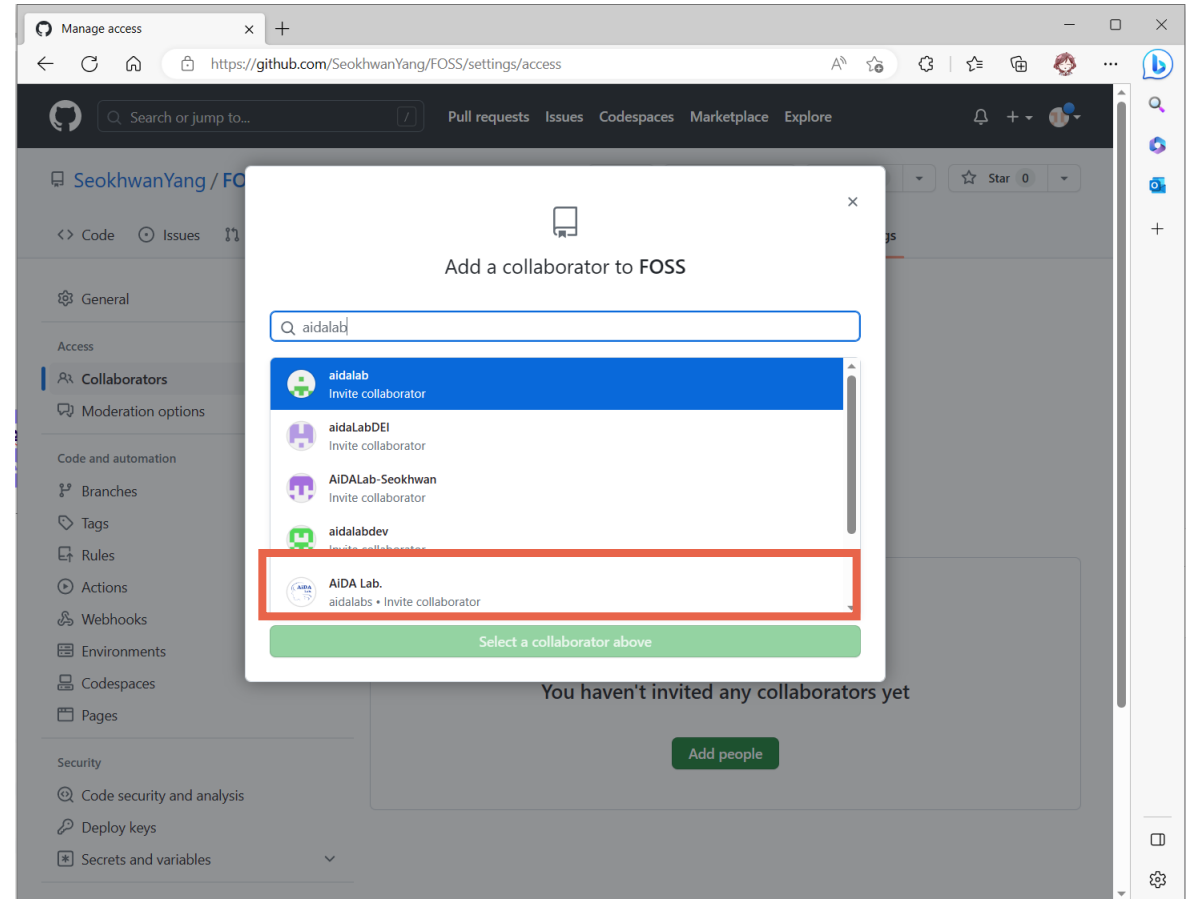 Manage access
https://github.com/SeokhwanYang/FOSS/settings/access
Search or jump to... /
Pull requests Issues Codespaces Marketplace Explore
SeokhwanYang / FO
Star 0
Code Issues
gs
Add a collaborator to FOSS
aidalab
General
Access
Collaborators
Moderation options
Code and automation
Branches
Tags
Rules
Actions
Webhooks
Environments
Codespaces
Pages
Security
Code security and analysis
Deploy keys
Secrets and variables
aidalab
Invite collaborator
aidaLabDEI
Invite collaborator
AiDALab-Seokhwan
Invite collaborator
aidalabdev
Invite collaborator
AiDA Lab.
aidalabs • Invite collaborator
Select a collaborator above
You haven't invited any collaborators yet
Add people